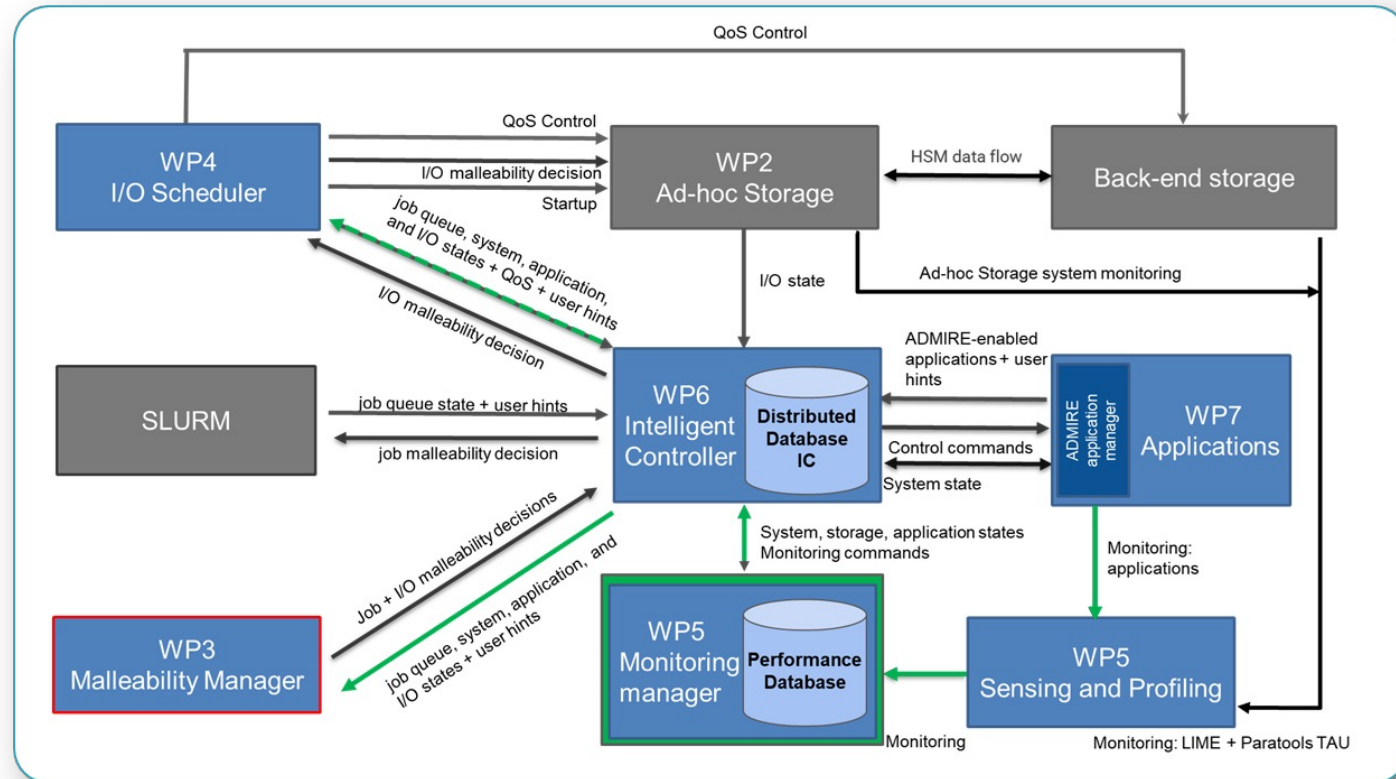 QoS Control
WP4
I/O Scheduler
QoS Control
I/O malleability decision
Startup
WP2
Ad-hoc Storage
HSM data flow
Back-end storage
job queue, system, application,
and I/O states + QoS + user hints
I/O malleability decision
I/O state
Ad-hoc Storage system monitoring
SLURM
job queue state + user hints
job malleability decision
WP6
Intelligent
Controller
Distributed
Database
IC
ADMIRE-enabled
applications + user
hints
Control commands
System state
ADMIRE
application
manager
WP7
Applications
Job + I/O malleability decisions
job queue, system, application, and
I/O states + user hints
System, storage, application states
Monitoring commands
Monitoring:
applications
WP3
Malleability Manager
WP5
Monitoring
manager
Performance
Database
WP5
Sensing and Profiling
Monitoring
Monitoring: LIME + Paratools TAU